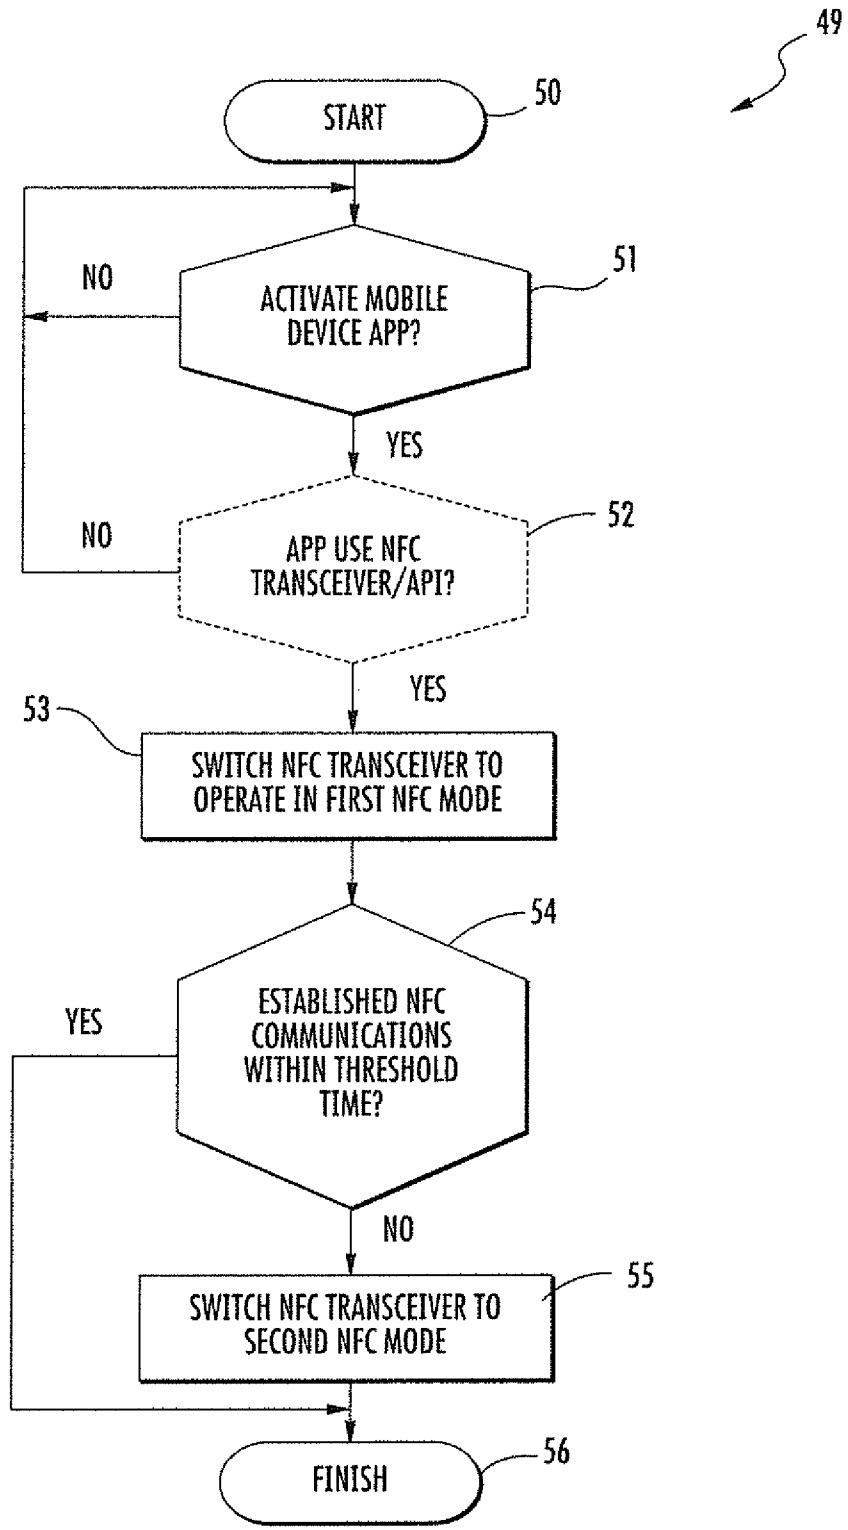 49
START
50
NO
ACTIVATE MOBILE
DEVICE APP?
51
YES
NO
APP USE NFC
TRANSCEIVER/API?
52
YES
53
SWITCH NFC TRANSCEIVER TO
OPERATE IN FIRST NFC MODE
54
YES
ESTABLISHED NFC
COMMUNICATIONS
WITHIN THRESHOLD
TIME?
NO
55
SWITCH NFC TRANSCEIVER TO
SECOND NFC MODE
FINISH
56